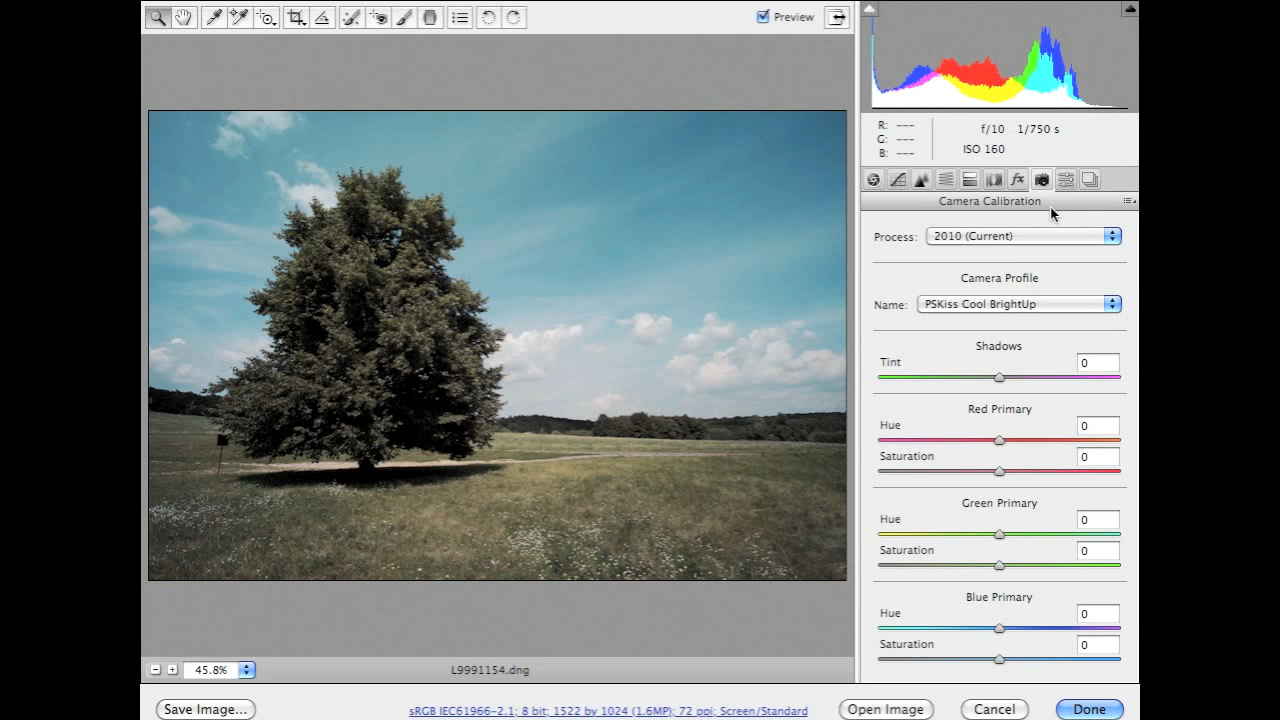 Preview
R: ---
G: ---
B: ---
f/10 1/750 s
ISO 160
fx
Camera Calibration
Process: 2010 (Current)
Camera Profile
Name: PSKiss Cool BrightUp
Shadows
Tint 0
Red Primary
Hue 0
Saturation 0
Green Primary
Hue 0
Saturation 0
Blue Primary
Hue 0
Saturation 0
45.8% L9991154.dng
Save Image... sRGB IEC61966-2.1; 8 bit; 1522 by 1024 (1.6MP); 72 ppi; Screen/Standard Open Image Cancel Done